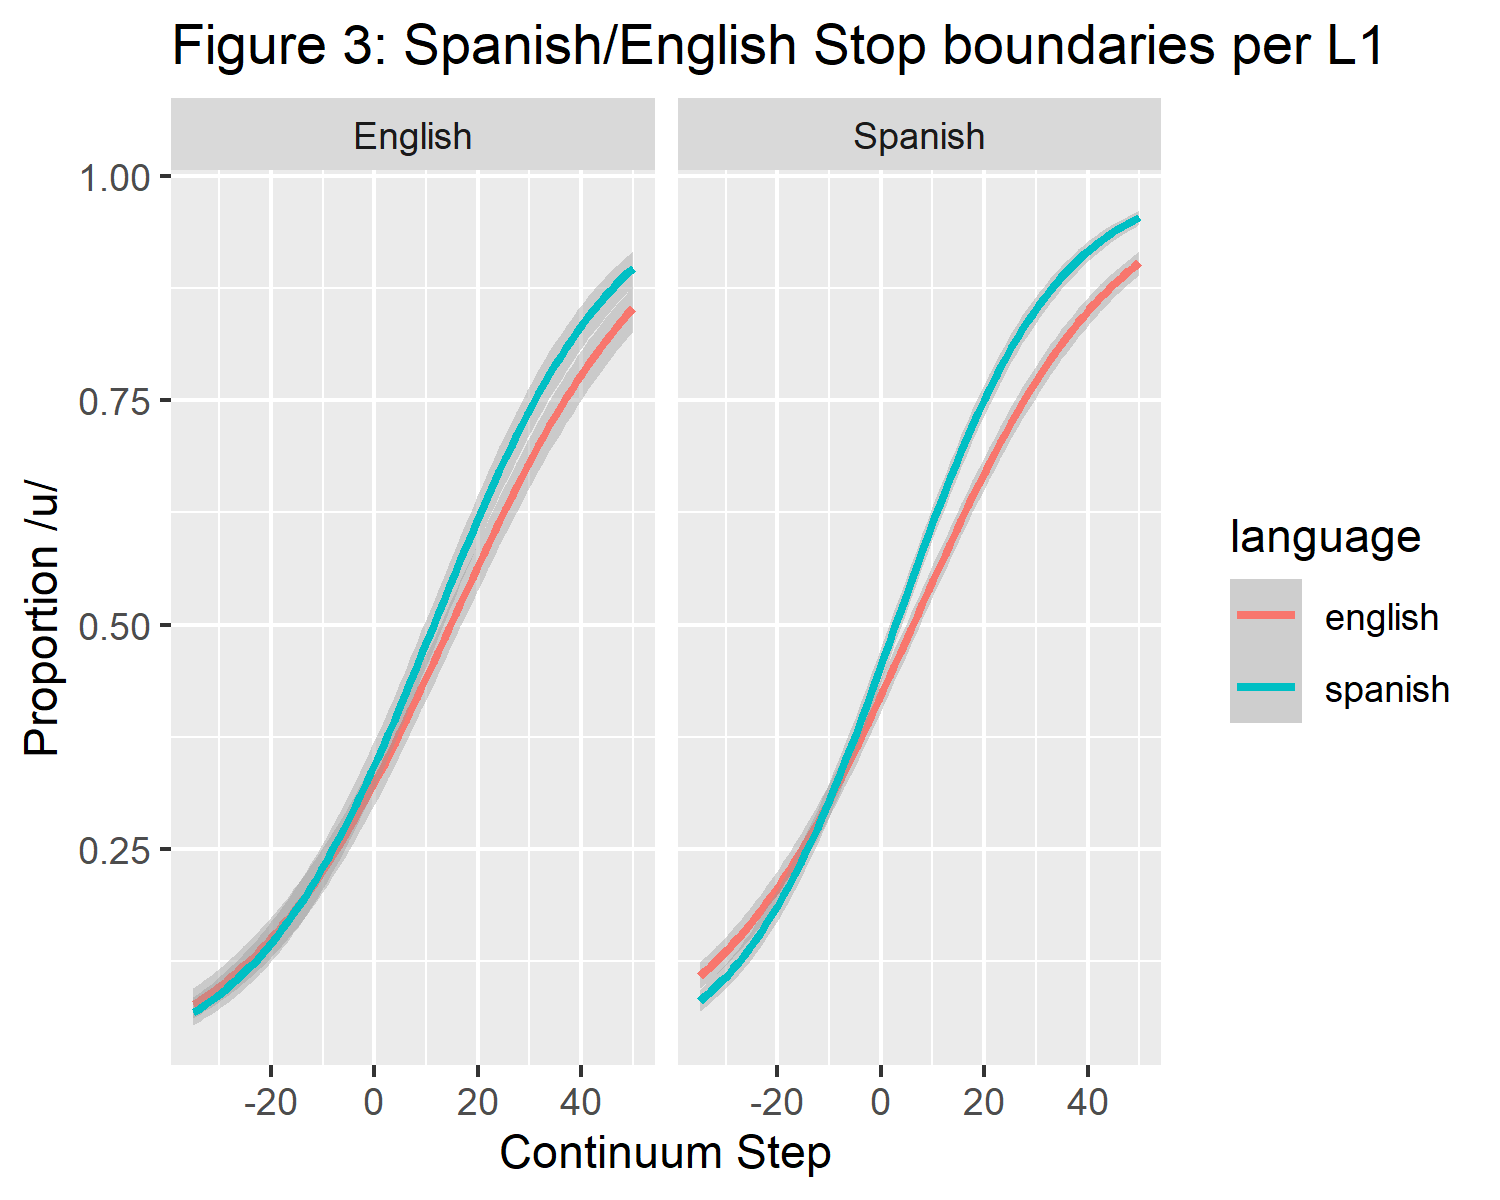 Figure 3: Spanish/English Stop boundaries per L1
English
Spanish
1.00
0.75
0.50
0.25
Proportion /u/
-20 0 20 40
-20 0 20 40
Continuum Step
language
english
spanish